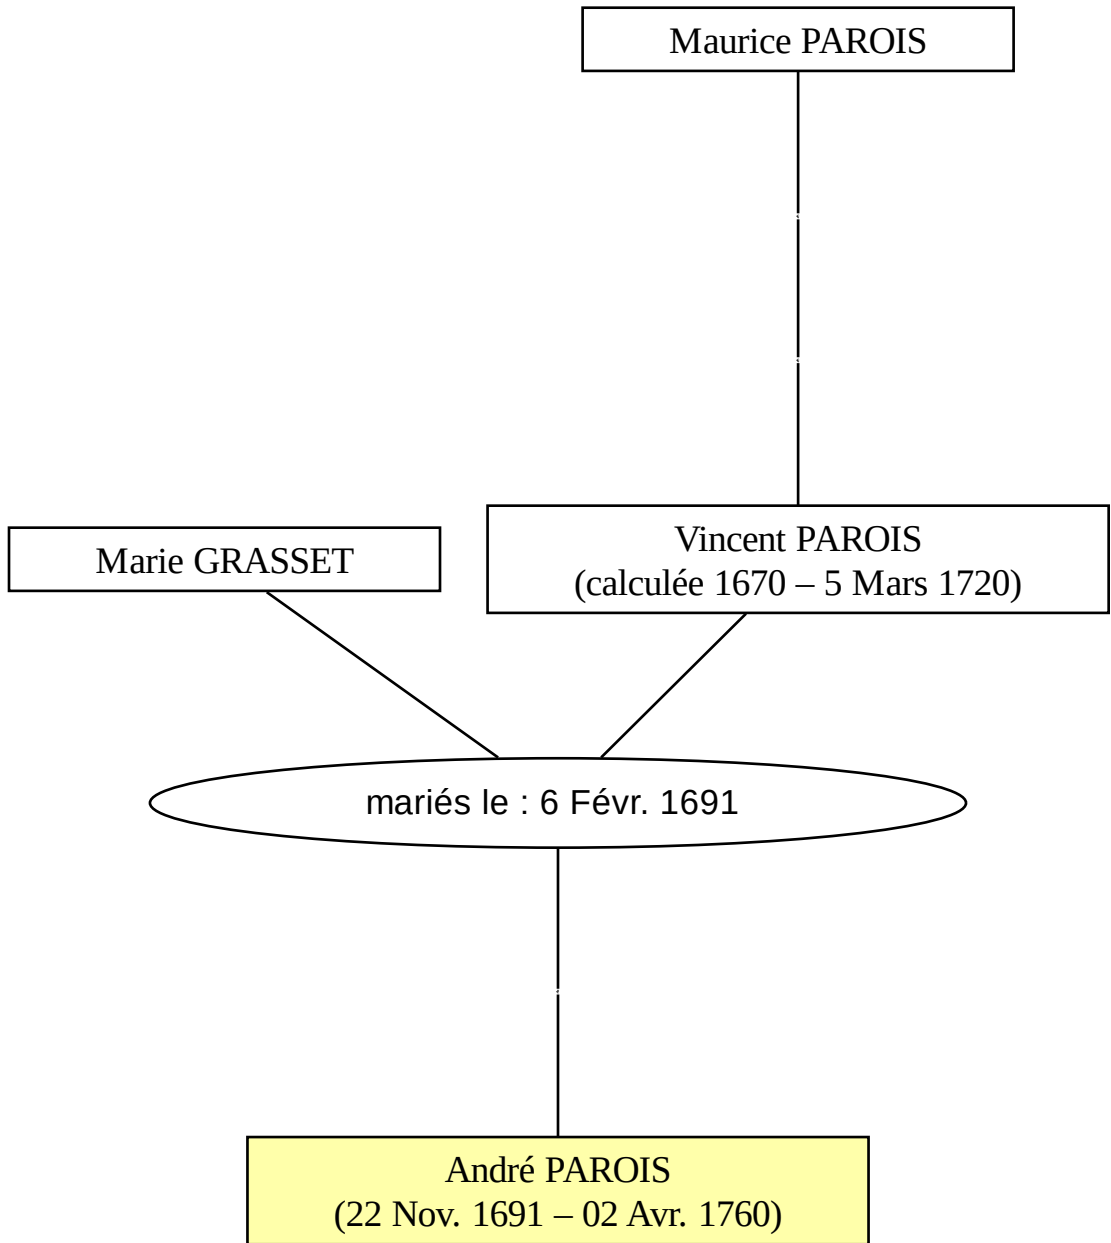 Maurice PAROIS
Marie GRASSET
Vincent PAROIS
(calculée 1670 – 5 Mars 1720)
mariés le : 6 Févr. 1691
André PAROIS
(22 Nov. 1691 – 02 Avr. 1760)